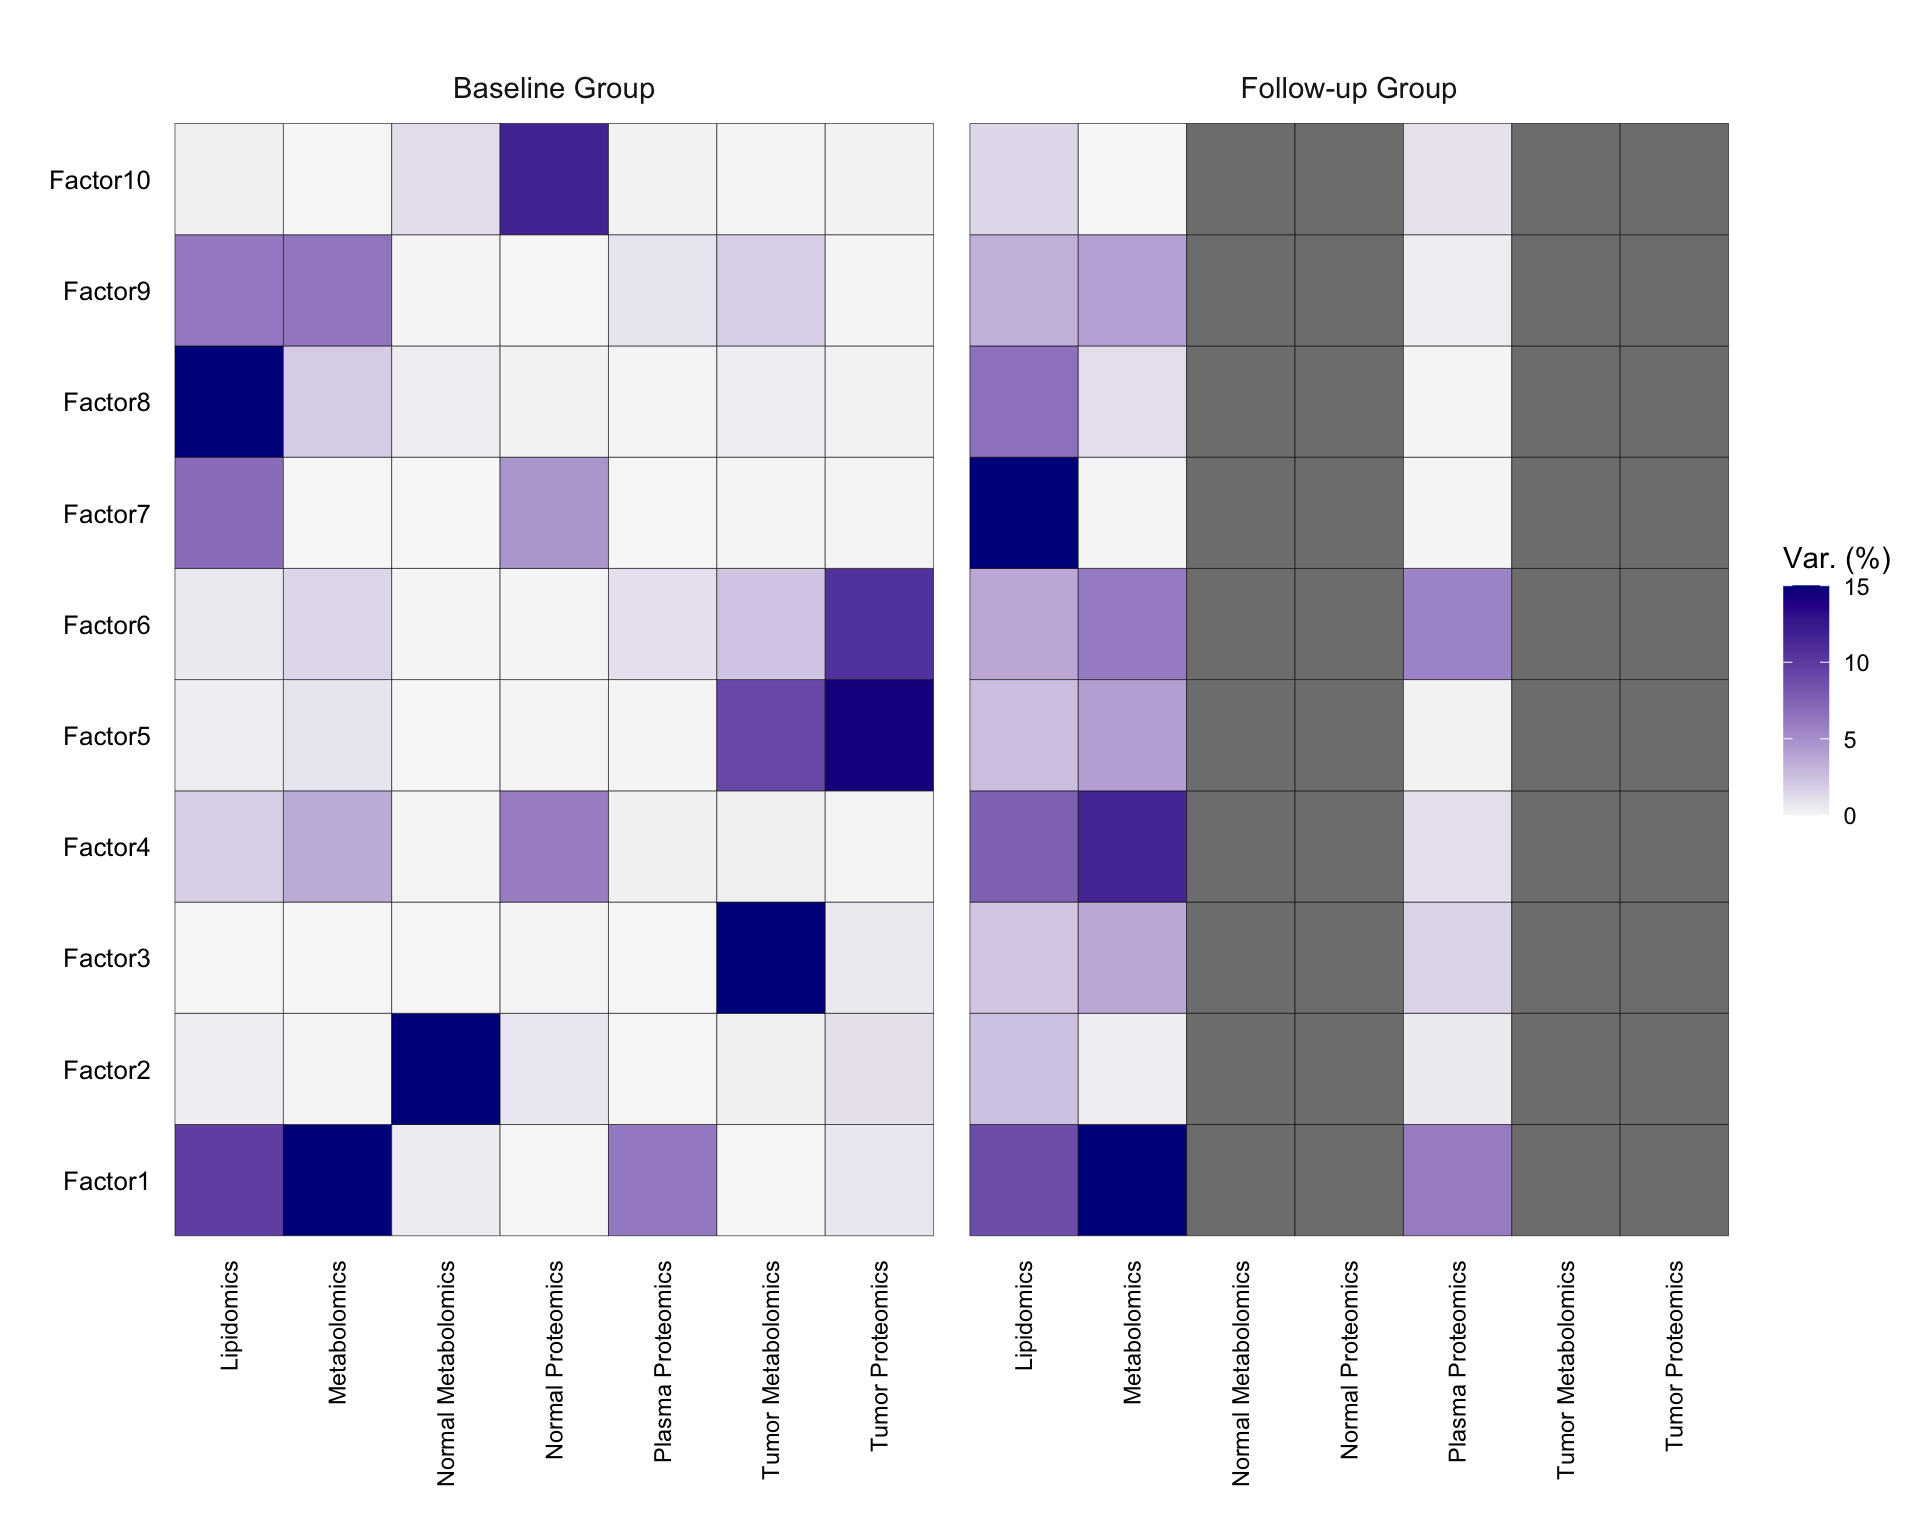 Baseline Group
Follow-up Group
Factor10
Factor9
Factor8
Factor7
Factor6
Factor5
Factor4
Factor3
Factor2
Factor1
Lipidomics
Metabolomics
Normal Metabolomics
Normal Proteomics
Plasma Proteomics
Tumor Metabolomics
Tumor Proteomics
Lipidomics
Metabolomics
Normal Metabolomics
Normal Proteomics
Plasma Proteomics
Tumor Metabolomics
Tumor Proteomics
Var. (%)
15
10
5
0